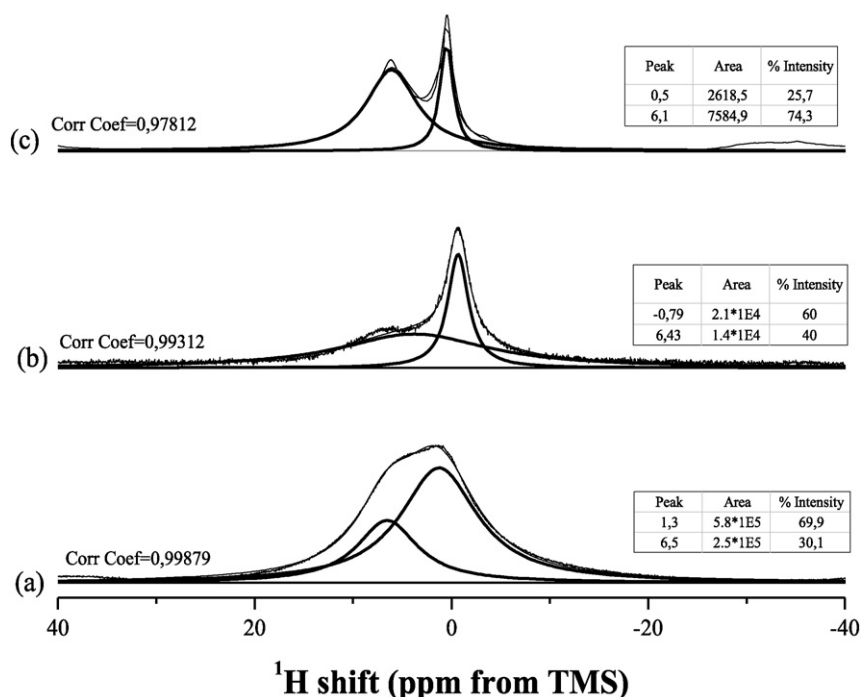 Peak Area % Intensity
0,5 2618,5 25,7
6,1 7584,9 74,3
Corr Coef=0,97812
(c)
Peak Area % Intensity
-0,79 2.1*1E4 60
6,43 1.4*1E4 40
Corr Coef=0,99312
(b)
Peak Area % Intensity
1,3 5.8*1E5 69,9
6,5 2.5*1E5 30,1
Corr Coef=0,99879
(a)
40 20 0 -20 -40
¹H shift (ppm from TMS)